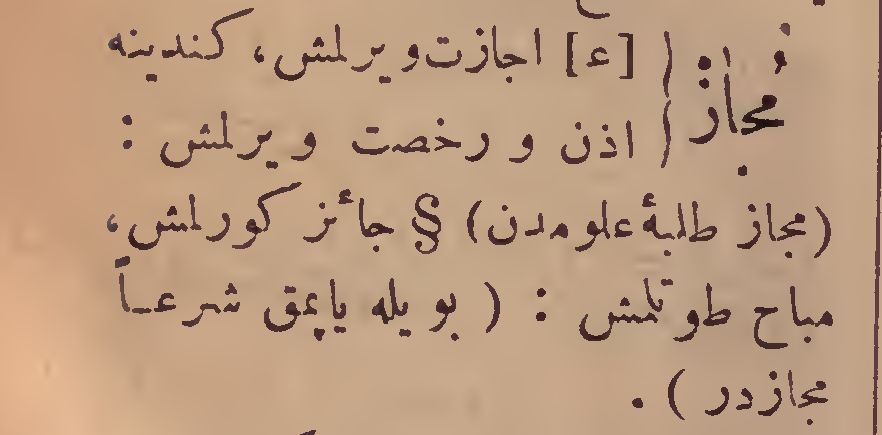 مُجاز { [ع] اجازت ویرلمش، کندینه
اذن و رخصت ویرلمش :
(مجاز طلبهٔ علومدن) § جائز کورلمش،
مباح طوتلمش : ( بویله یاپمق شرعاً
مجازدر ) .